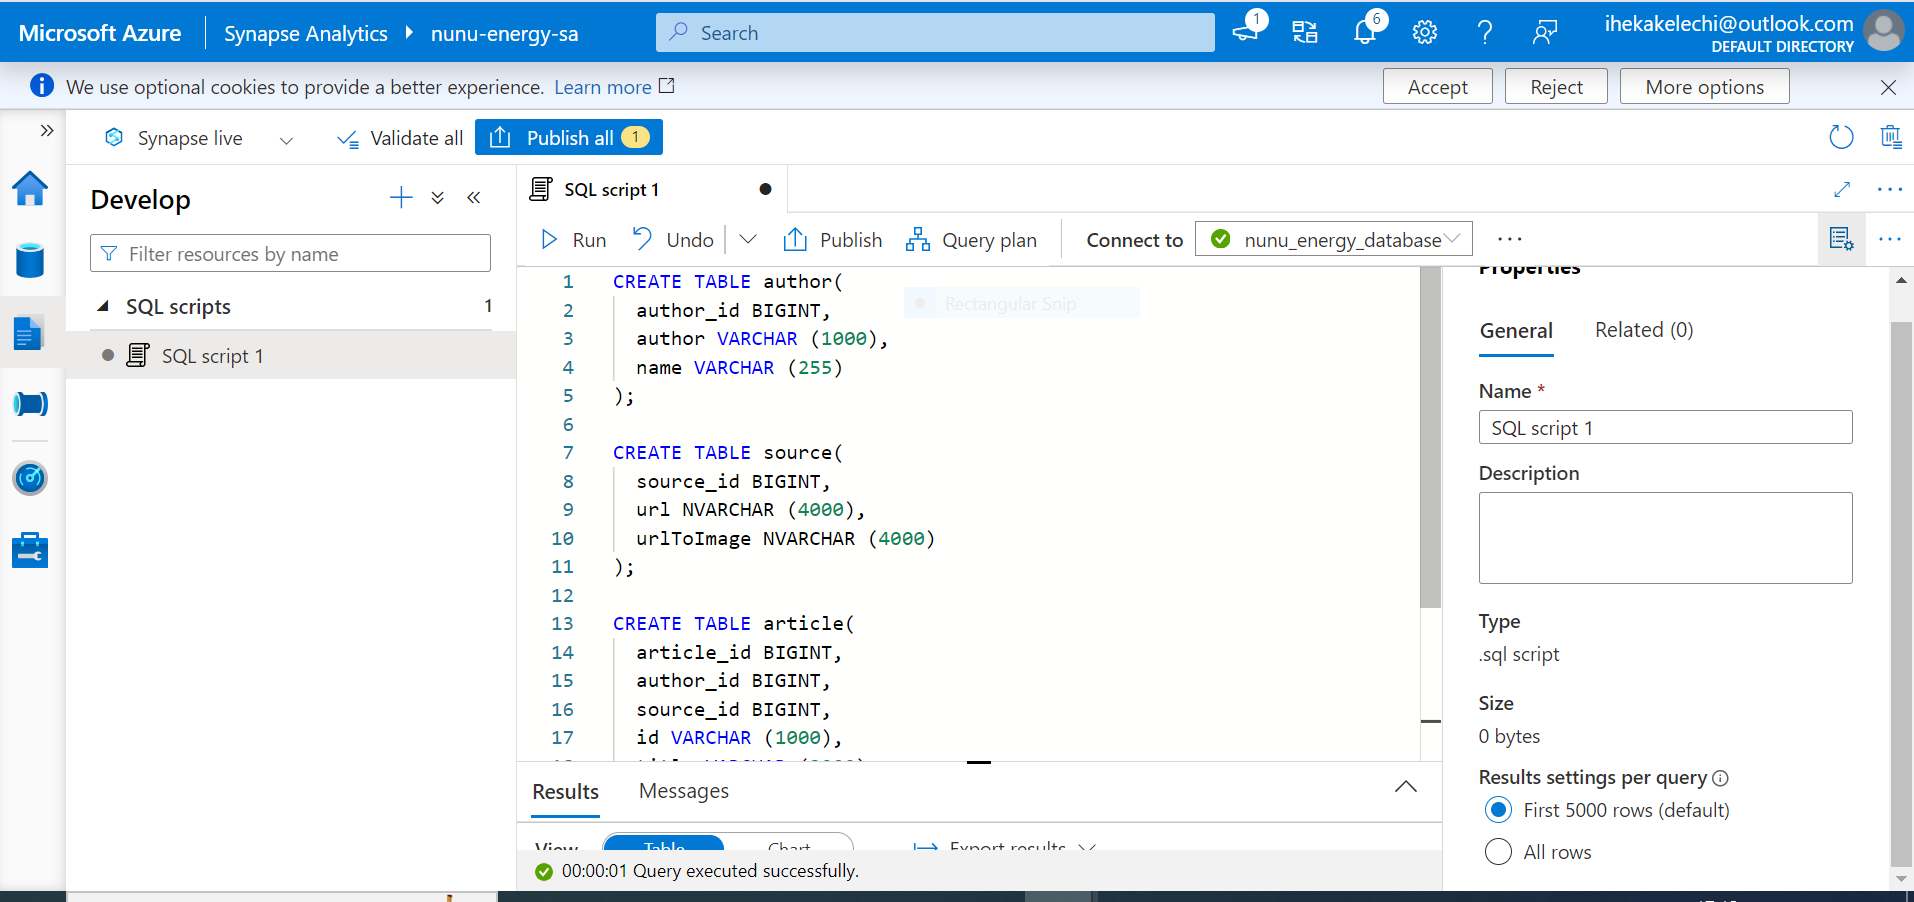 Microsoft Azure
Synapse Analytics
nunu-energy-sa
Search
1
6
ihekakelechi@outlook.com
DEFAULT DIRECTORY
We use optional cookies to provide a better experience. Learn more
Accept
Reject
More options
Synapse live
Validate all
Publish all 1
Develop
Filter resources by name
SQL scripts 1
SQL script 1
SQL script 1
Run
Undo
Publish
Query plan
Connect to
nunu_energy_database
Rectangular Snip
1 CREATE TABLE author(
2 author_id BIGINT,
3 author VARCHAR (1000),
4 name VARCHAR (255)
5 );
6
7 CREATE TABLE source(
8 source_id BIGINT,
9 url NVARCHAR (4000),
10 urlToImage NVARCHAR (4000)
11 );
12
13 CREATE TABLE article(
14 article_id BIGINT,
15 author_id BIGINT,
16 source_id BIGINT,
17 id VARCHAR (1000),
Results
Messages
View
Table
Chart
Export results
00:00:01 Query executed successfully.
Properties
General
Related (0)
Name *
SQL script 1
Description
Type
.sql script
Size
0 bytes
Results settings per query
First 5000 rows (default)
All rows